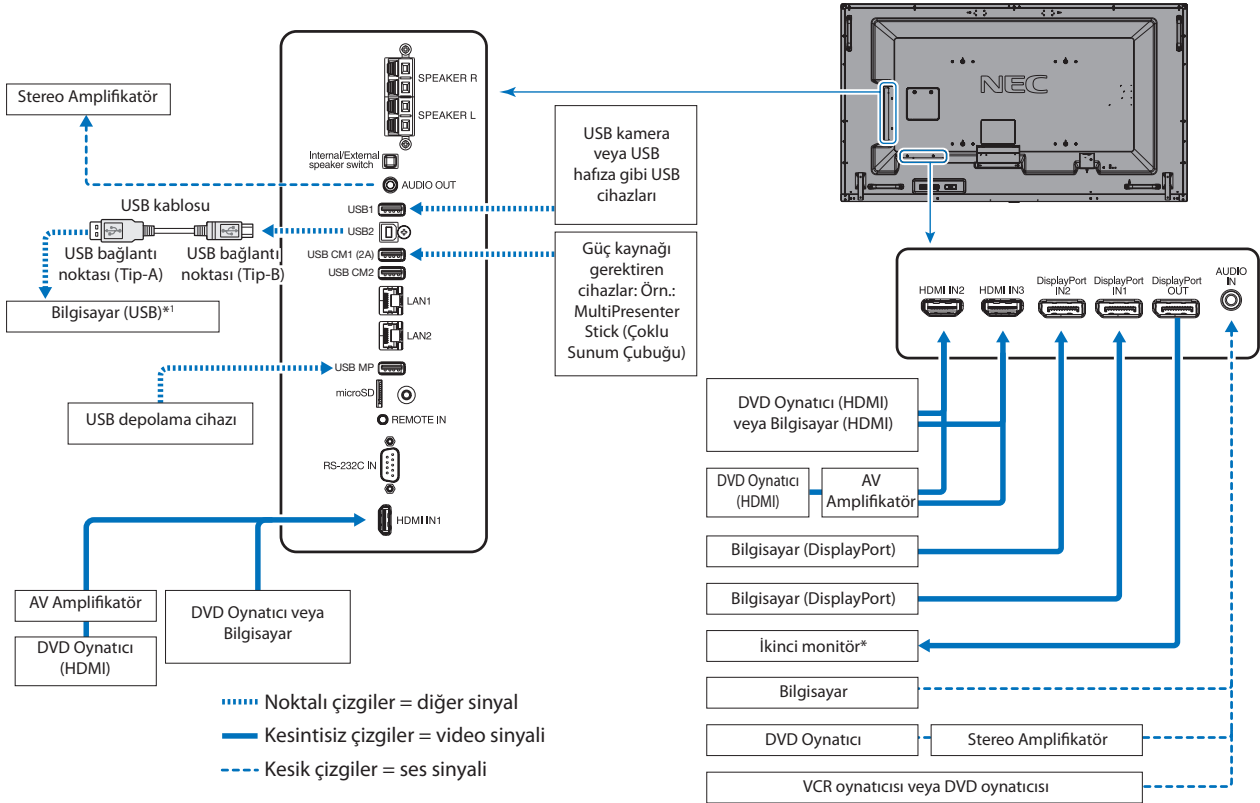 SPEAKER R
SPEAKER L
Internal/External
speaker switch
AUDIO OUT
USB1
USB2
USB CM1 (2A)
USB CM2
LAN1
LAN2
USB MP
microSD
REMOTE IN
RS-232C IN
HDMI IN1
Stereo Amplifikatör
USB kablosu
USB bağlantı
noktası (Tip-A)
USB bağlantı
noktası (Tip-B)
Bilgisayar (USB)*1
USB depolama cihazı
AV Amplifikatör
DVD Oynatıcı
(HDMI)
DVD Oynatıcı veya
Bilgisayar
USB kamera
veya USB
hafıza gibi USB
cihazları
Güç kaynağı
gerektiren
cihazlar: Örn.:
MultiPresenter
Stick (Çoklu
Sunum Çubuğu)
NEC
HDMI IN2
HDMI IN3
DisplayPort
IN2
DisplayPort
IN1
DisplayPort
OUT
AUDIO
IN
DVD Oynatıcı (HDMI)
veya Bilgisayar (HDMI)
DVD Oynatıcı
(HDMI)
AV
Amplifikatör
Bilgisayar (DisplayPort)
Bilgisayar (DisplayPort)
İkinci monitör*
Bilgisayar
DVD Oynatıcı
Stereo Amplifikatör
VCR oynatıcısı veya DVD oynatıcısı
Noktalı çizgiler = diğer sinyal
Kesintisiz çizgiler = video sinyali
Kesik çizgiler = ses sinyali